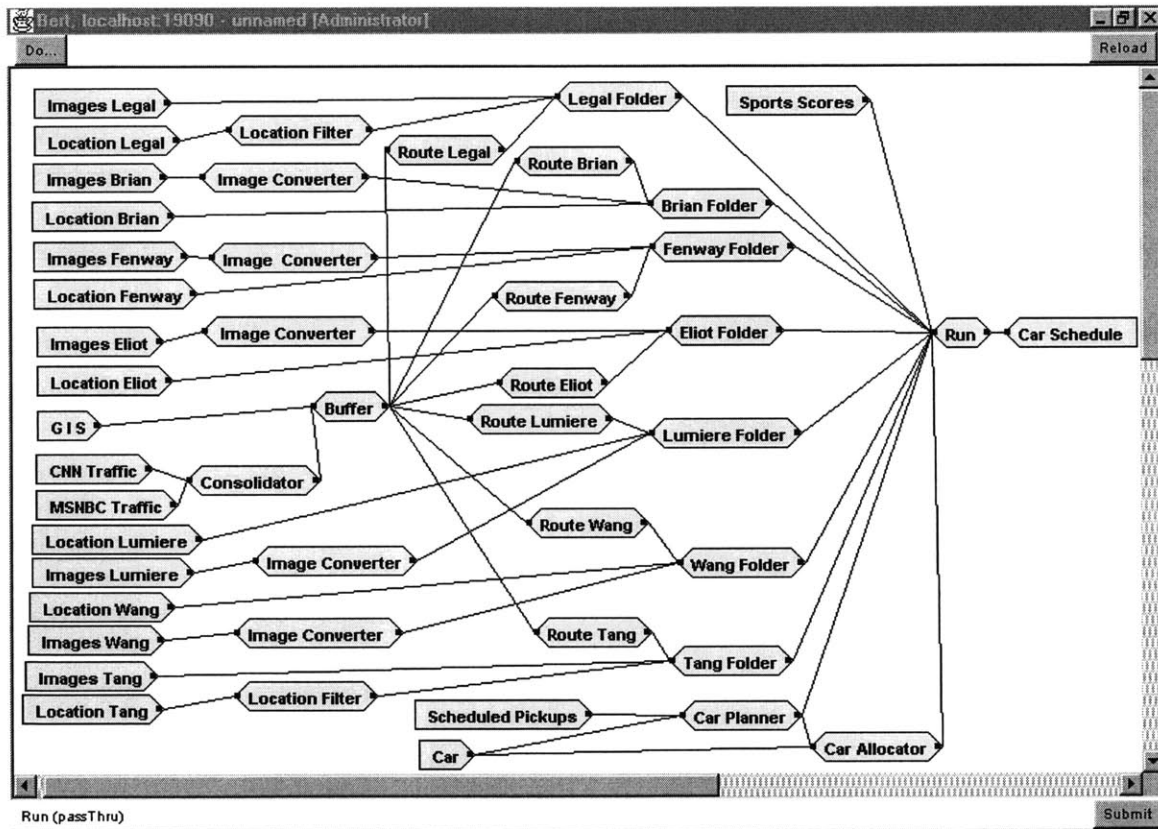 Bert, localhost:19090 - unnamed [Administrator]
Do...
Reload
Images Legal
Legal Folder
Sports Scores
Location Legal
Location Filter
Route Legal
Route Brian
Images Brian
Image Converter
Location Brian
Brian Folder
Images Fenway
Image Converter
Fenway Folder
Location Fenway
Route Fenway
Images Eliot
Image Converter
Eliot Folder
Run
Car Schedule
Location Eliot
Route Eliot
G I S
Buffer
Route Lumiere
Lumiere Folder
CNN Traffic
Consolidator
MSNBC Traffic
Route Wang
Location Lumiere
Images Lumiere
Image Converter
Wang Folder
Location Wang
Images Wang
Image Converter
Route Tang
Images Tang
Tang Folder
Location Tang
Location Filter
Scheduled Pickups
Car Planner
Car
Car Allocator
Run (passThru)
Submit